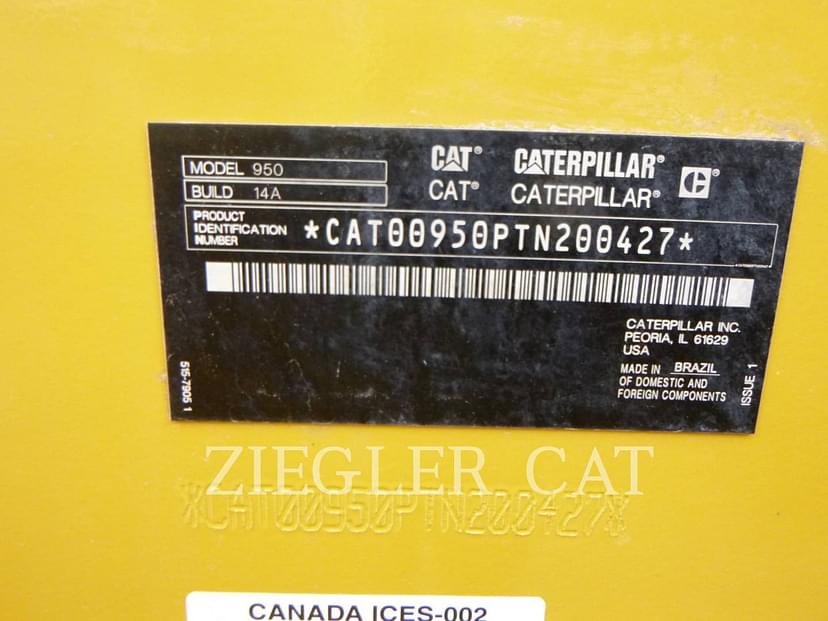 MODEL 950
BUILD 14A
CAT® CATERPILLAR® C
CAT® CATERPILLAR®
PRODUCT
IDENTIFICATION
NUMBER
*CAT00950PTN200427*
CATERPILLAR INC.
PEORIA, IL 61629
USA
MADE IN BRAZIL
OF DOMESTIC AND
FOREIGN COMPONENTS
ISSUE 1
515-7905 1
ZIEGLER CAT
*CAT00950PTN200427*
CANADA ICES-002